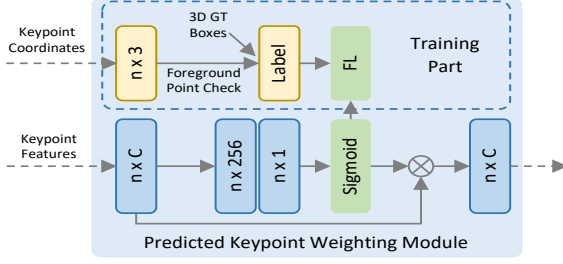 3D GT
Boxes
Keypoint
Coordinates
n x 3
Foreground
Point Check
Label
FL
Training
Part
Keypoint
Features
n x C
n x 256
n x 1
Sigmoid
n x C
Predicted Keypoint Weighting Module